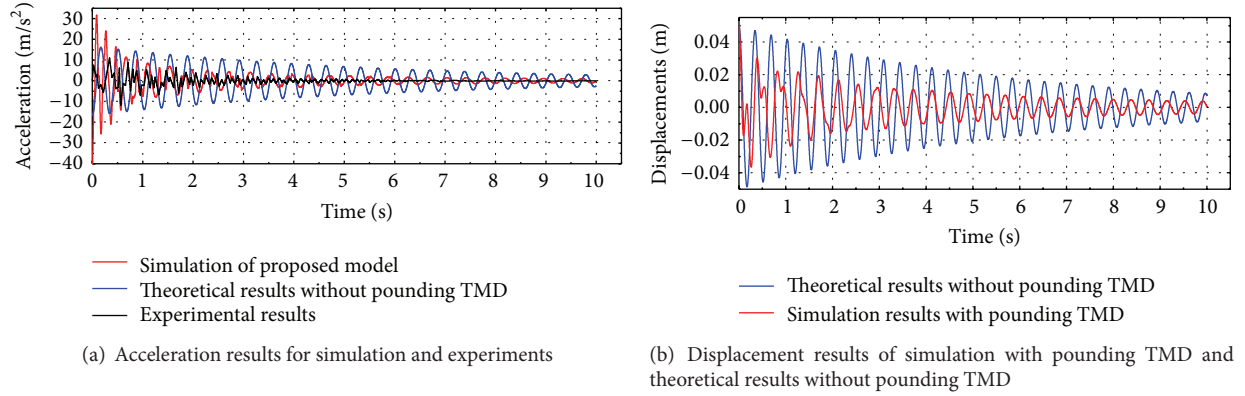 Acceleration (m/s²)
30
20
10
0
−10
−20
−30
−40
0 1 2 3 4 5 6 7 8 9 10
Time (s)
Simulation of proposed model
Theoretical results without pounding TMD
Experimental results
(a) Acceleration results for simulation and experiments
Displacements (m)
0.04
0.02
0.00
−0.02
−0.04
0 1 2 3 4 5 6 7 8 9 10
Time (s)
Theoretical results without pounding TMD
Simulation results with pounding TMD
(b) Displacement results of simulation with pounding TMD and
theoretical results without pounding TMD